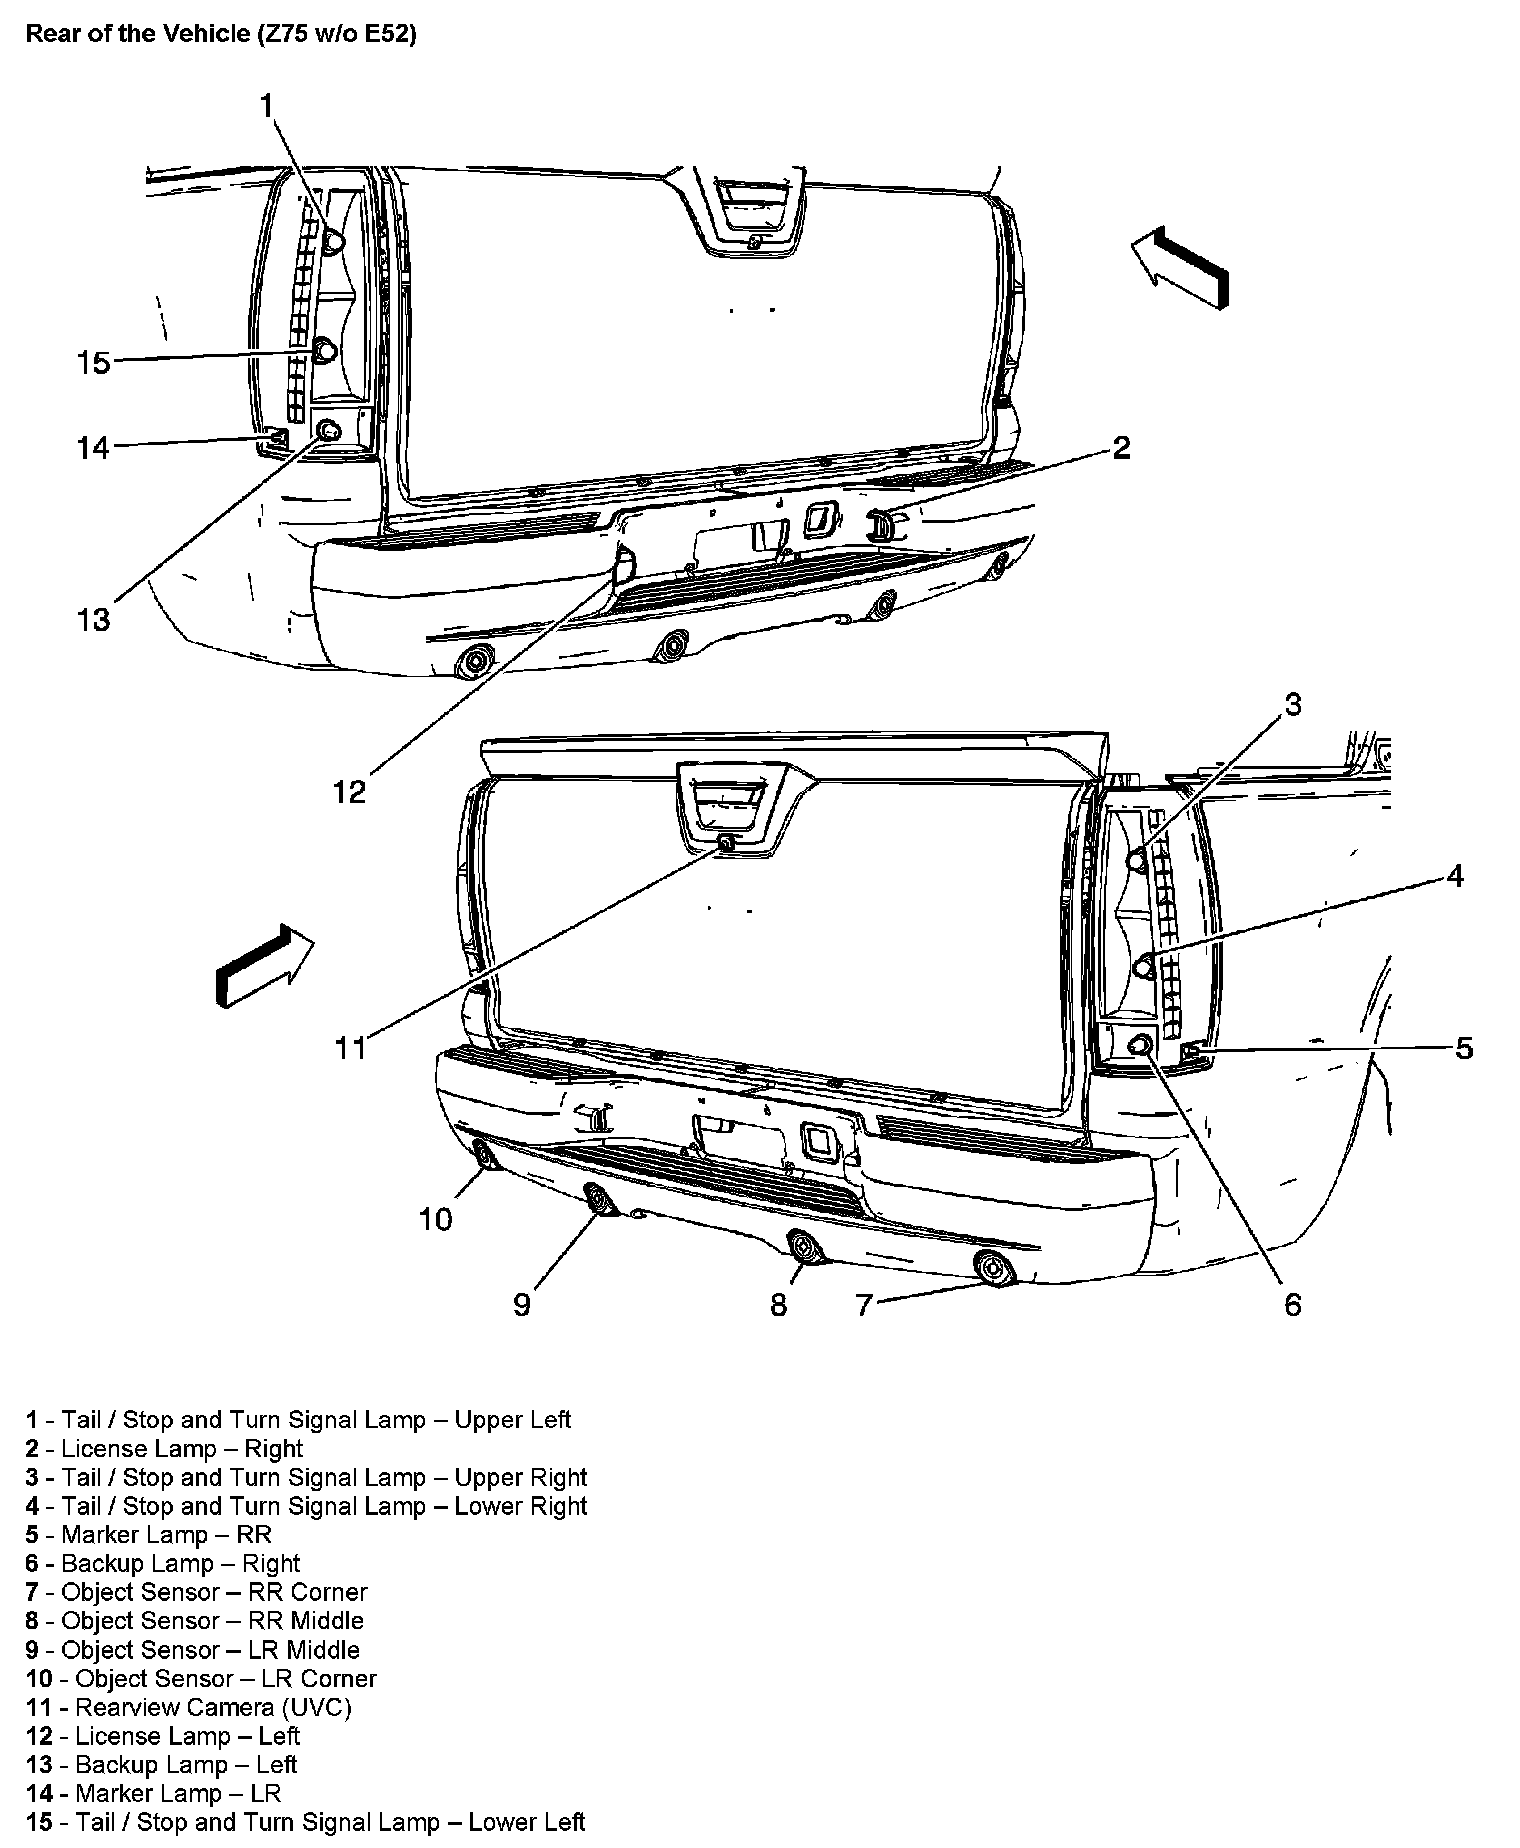 Rear of the Vehicle (Z75 w/o E52)
1
15
14
13
12
2
3
4
5
6
7
8
9
10
11
1 - Tail / Stop and Turn Signal Lamp – Upper Left
2 - License Lamp – Right
3 - Tail / Stop and Turn Signal Lamp – Upper Right
4 - Tail / Stop and Turn Signal Lamp – Lower Right
5 - Marker Lamp – RR
6 - Backup Lamp – Right
7 - Object Sensor – RR Corner
8 - Object Sensor – RR Middle
9 - Object Sensor – LR Middle
10 - Object Sensor – LR Corner
11 - Rearview Camera (UVC)
12 - License Lamp – Left
13 - Backup Lamp – Left
14 - Marker Lamp – LR
15 - Tail / Stop and Turn Signal Lamp – Lower Left